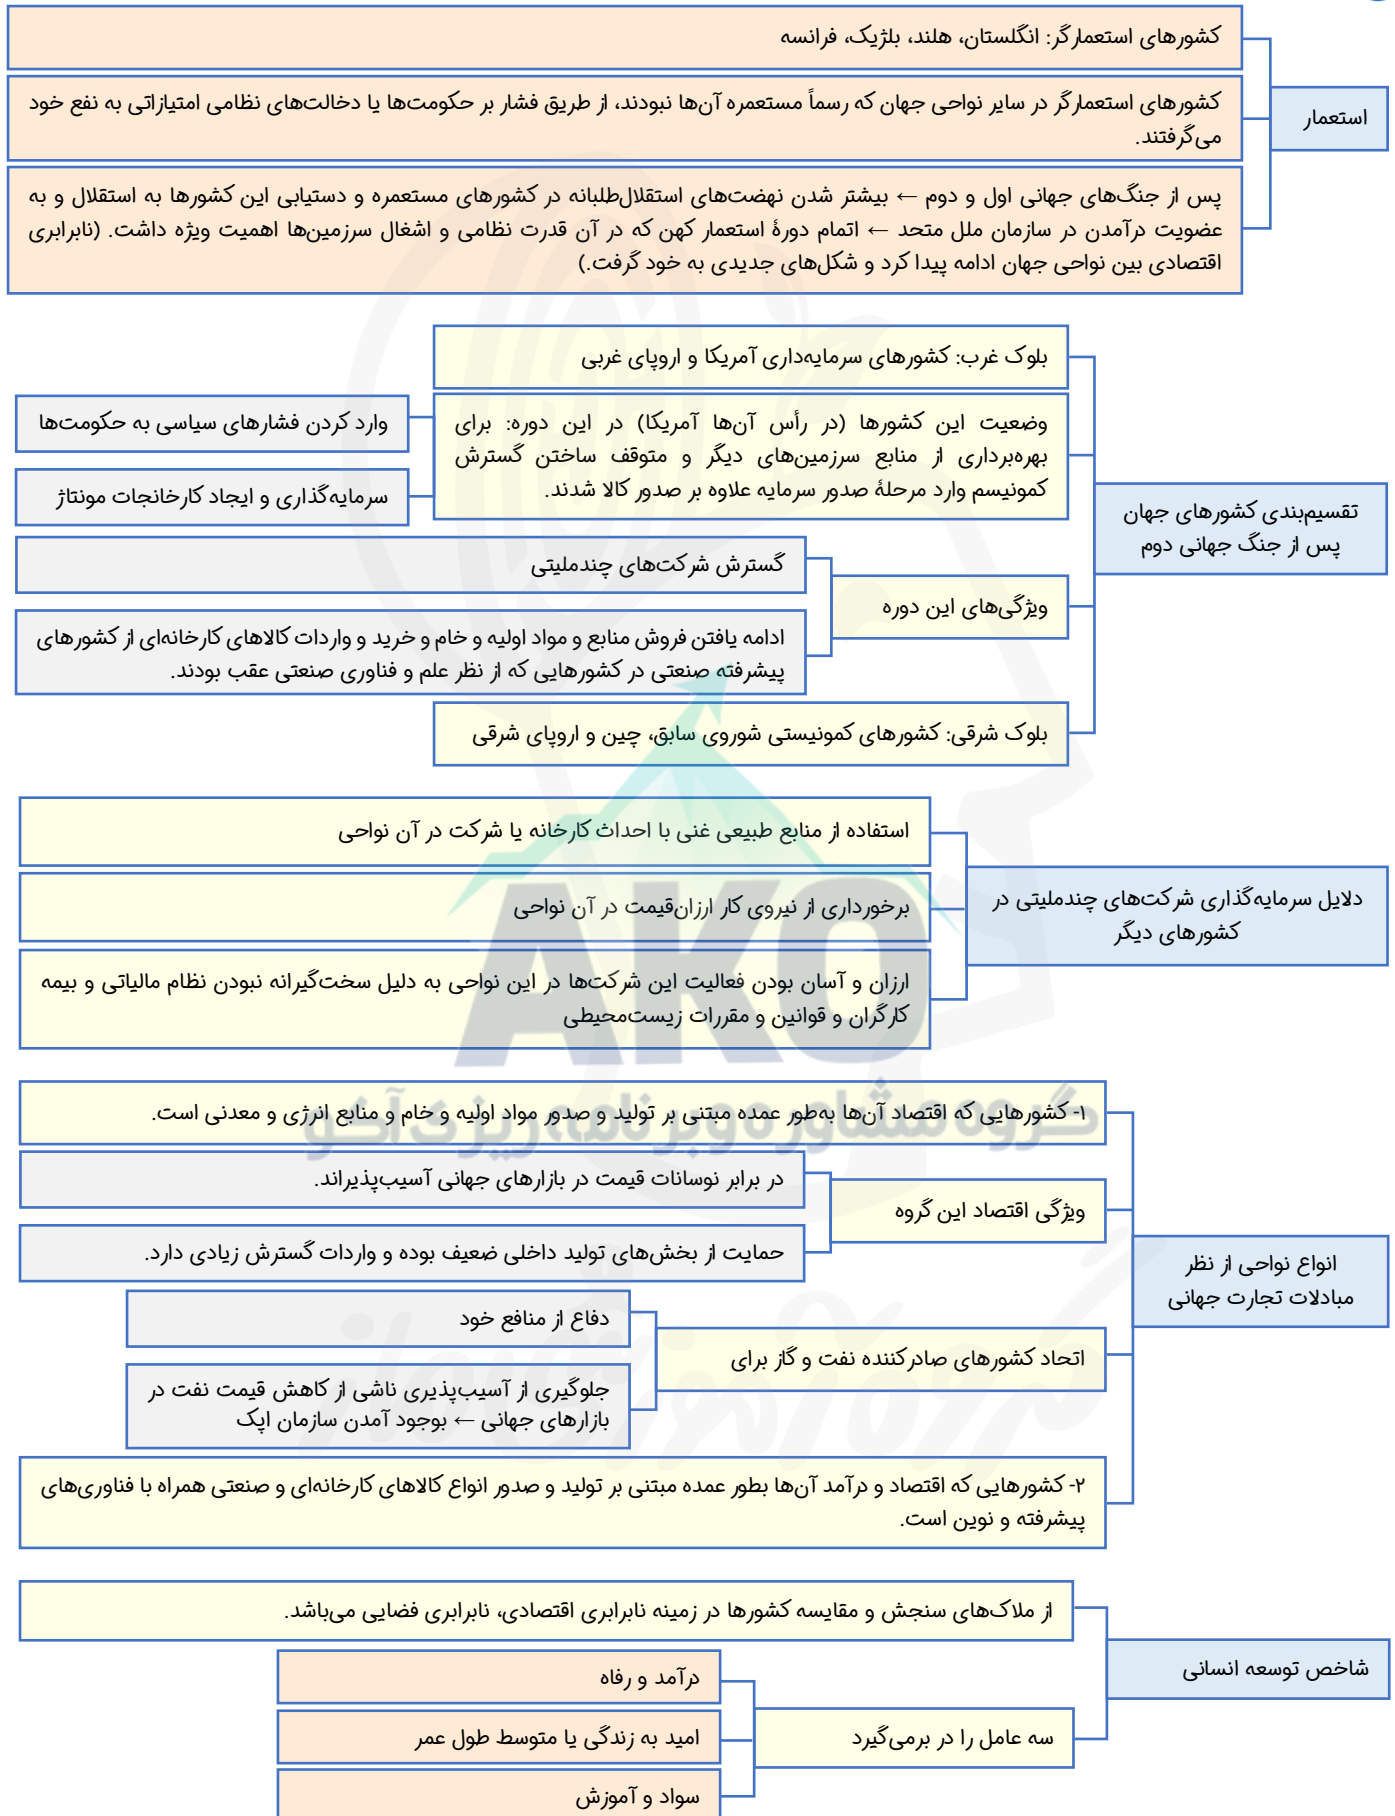 کشورهای استعمارگر: انگلستان، هلند، بلژیک، فرانسه
استعمار
کشورهای استعمارگر در سایر نواحی جهان که رسماً مستعمره آن‌ها نبودند، از طریق فشار بر حکومت‌ها یا دخالت‌های نظامی امتیازاتی به نفع خود
می‌گرفتند.
پس از جنگ‌های جهانی اول و دوم ← بیشتر شدن نهضت‌های استقلال‌طلبانه در کشورهای مستعمره و دستیابی این کشورها به استقلال و به
عضویت درآمدن در سازمان ملل متحد ← اتمام دورۀ استعمار کهن که در آن قدرت نظامی و اشغال سرزمین‌ها اهمیت ویژه داشت. (نابرابری
اقتصادی بین نواحی جهان ادامه پیدا کرد و شکل‌های جدیدی به خود گرفت.)
تقسیم‌بندی کشورهای جهان
پس از جنگ جهانی دوم
بلوک غرب: کشورهای سرمایه‌داری آمریکا و اروپای غربی
وضعیت این کشورها (در رأس آن‌ها آمریکا) در این دوره: برای
بهره‌برداری از منابع سرزمین‌های دیگر و متوقف ساختن گسترش
کمونیسم وارد مرحلۀ صدور سرمایه علاوه بر صدور کالا شدند.
وارد کردن فشارهای سیاسی به حکومت‌ها
سرمایه‌گذاری و ایجاد کارخانجات مونتاژ
ویژگی‌های این دوره
گسترش شرکت‌های چندملیتی
ادامه یافتن فروش منابع و مواد اولیه و خام و خرید و واردات کالاهای کارخانه‌ای از کشورهای
پیشرفته صنعتی در کشورهایی که از نظر علم و فناوری صنعتی عقب بودند.
بلوک شرقی: کشورهای کمونیستی شوروی سابق، چین و اروپای شرقی
دلایل سرمایه‌گذاری شرکت‌های چندملیتی در
کشورهای دیگر
استفاده از منابع طبیعی غنی با احداث کارخانه یا شرکت در آن نواحی
برخورداری از نیروی کار ارزان‌قیمت در آن نواحی
ارزان و آسان بودن فعالیت این شرکت‌ها در این نواحی به دلیل سخت‌گیرانه نبودن نظام مالیاتی و بیمه
کارگران و قوانین و مقررات زیست‌محیطی
AKO
گروه مشاوره و برنامه ریزی آکو
انواع نواحی از نظر
مبادلات تجارت جهانی
۱- کشورهایی که اقتصاد آن‌ها به‌طور عمده مبتنی بر تولید و صدور مواد اولیه و خام و منابع انرژی و معدنی است.
ویژگی اقتصاد این گروه
در برابر نوسانات قیمت در بازارهای جهانی آسیب‌پذیراند.
حمایت از بخش‌های تولید داخلی ضعیف بوده و واردات گسترش زیادی دارد.
اتحاد کشورهای صادرکننده نفت و گاز برای
دفاع از منافع خود
جلوگیری از آسیب‌پذیری ناشی از کاهش قیمت نفت در
بازارهای جهانی ← بوجود آمدن سازمان اپک
۲- کشورهایی که اقتصاد و درآمد آن‌ها بطور عمده مبتنی بر تولید و صدور انواع کالاهای کارخانه‌ای و صنعتی همراه با فناوری‌های
پیشرفته و نوین است.
شاخص توسعه انسانی
از ملاک‌های سنجش و مقایسه کشورها در زمینه نابرابری اقتصادی، نابرابری فضایی می‌باشد.
سه عامل را در برمی‌گیرد
درآمد و رفاه
امید به زندگی یا متوسط طول عمر
سواد و آموزش